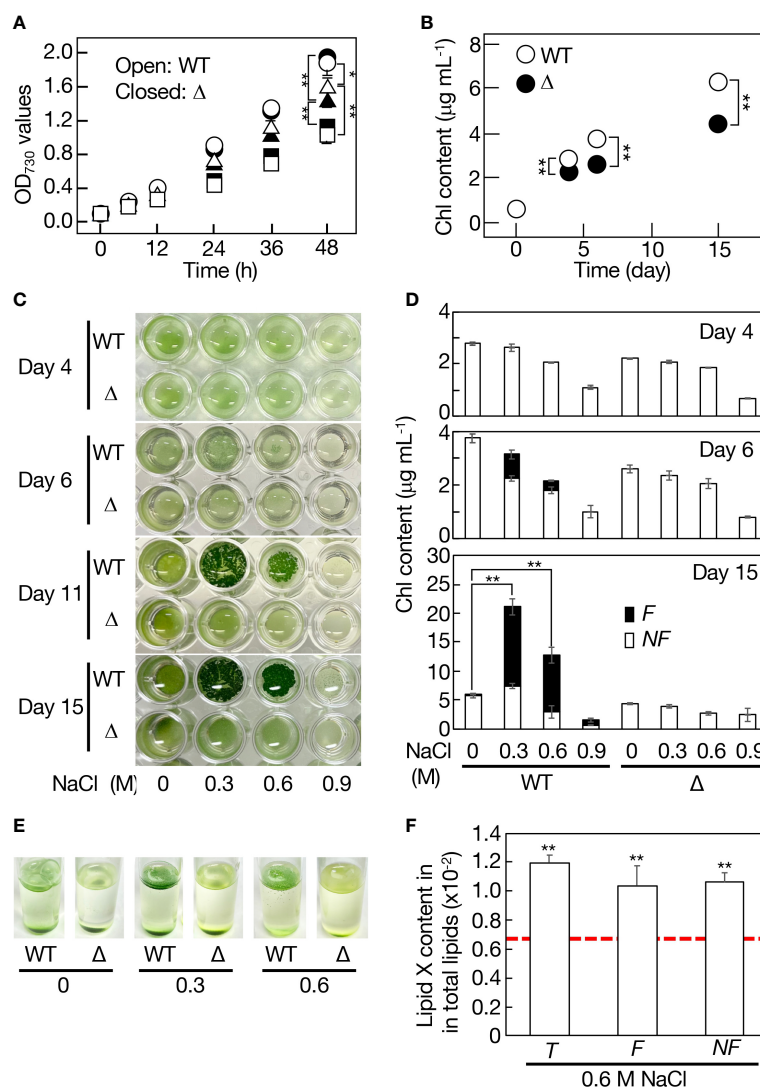 A
OD730 values
2.0
1.6
1.2
0.8
0.4
0.0
Open: WT
Closed: Δ
**
*
**
**
0
12
24
36
48
Time (h)
B
Chl content (μg mL-1)
8
6
4
2
0
WT
Δ
**
**
**
0
5
10
15
Time (day)
C
Day 4
WT
Δ
Day 6
WT
Δ
Day 11
WT
Δ
Day 15
WT
Δ
NaCl (M) 0 0.3 0.6 0.9
D
Chl content (μg mL-1)
4
2
0
Day 4
4
2
0
Day 6
30
25
20
15
10
5
0
Day 15
**
**
F
NF
NaCl
(M)
0 0.3 0.6 0.9 0 0.3 0.6 0.9
WT Δ
E
WT Δ WT Δ WT Δ
0 0.3 0.6
F
Lipid X content in
in total lipids (x10-2)
1.4
1.2
1.0
0.8
0.6
0.4
0.2
0
**
**
**
T F NF
0.6 M NaCl